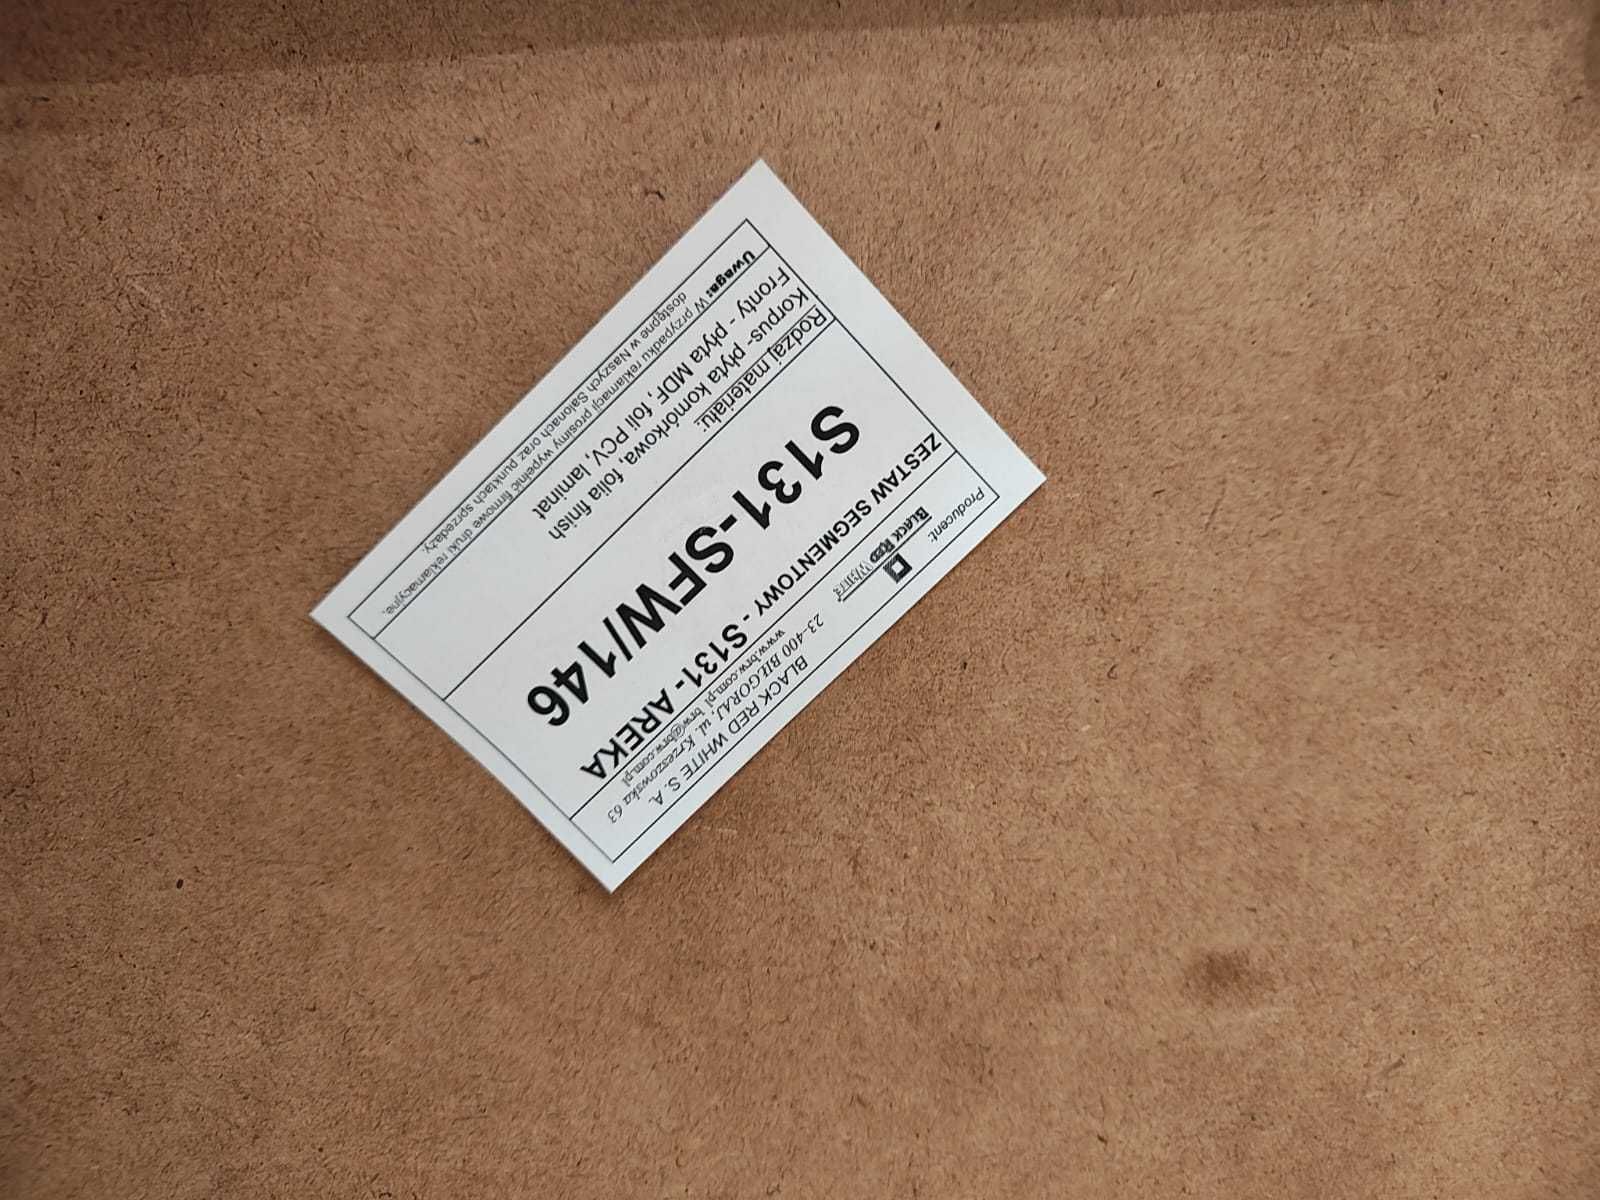 Producent:
BLACK RED WHITE
BLACK RED WHITE S. A.
23-400 BIŁGORAJ, ul. Krzeszowska 63
www.brw.com.pl brw@brw.com.pl
ZESTAW SEGMENTOWY - S131- AREKA
S131-SFW/146
Rodzaj materiału:
Korpus- płyta komórkowa, folia finish
Fronty - płyta MDF, folii PCV, laminat
Uwaga: W przypadku reklamacji prosimy wypełnić firmowe druki reklamacyjne,
dostępne w Naszych Salonach oraz punktach sprzedaży.